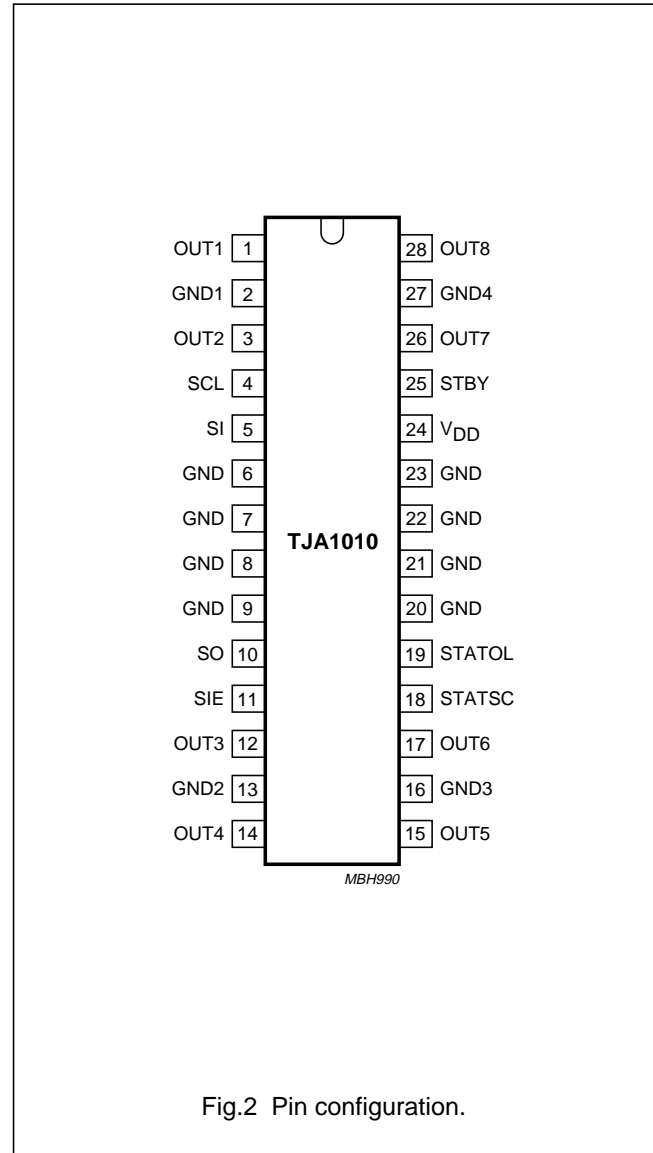 OUT1 1 28 OUT8
GND1 2 27 GND4
OUT2 3 26 OUT7
SCL 4 25 STBY
SI 5 24 VDD
GND 6 23 GND
GND 7 22 GND
TJA1010
GND 8 21 GND
GND 9 20 GND
SO 10 19 STATOL
SIE 11 18 STATSC
OUT3 12 17 OUT6
GND2 13 16 GND3
OUT4 14 15 OUT5
MBH990
Fig.2 Pin configuration.